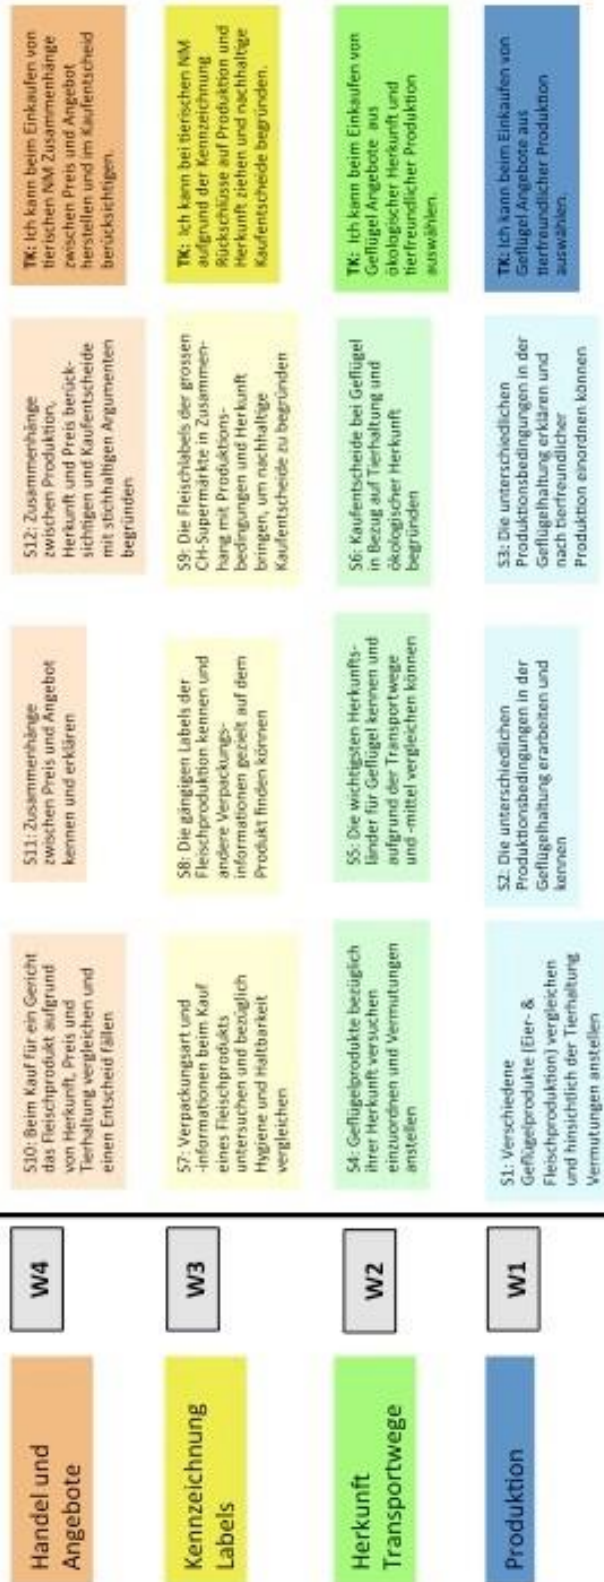 Handel und
Angebote
W4
S10: Beim Kauf für ein Gericht
das Fleischprodukt aufgrund
von Herkunft, Preis und
Tierhaltung vergleichen und
einen Entscheid fällen
S11: Zusammenhänge
zwischen Preis und Angebot
kennen und erklären
S12: Zusammenhänge
zwischen Produktion,
Herkunft und Preis berück-
sichtigen und Kaufentscheide
mit stichhaltigen Argumenten
begründen
TK: Ich kann beim Einkaufen von
tierischen NM Zusammenhänge
zwischen Preis und Angebot
herstellen und im Kaufentscheid
berücksichtigen.
Kennzeichnung
Labels
W3
S7: Verpackungsart und
-informationen beim Kauf
eines Fleischprodukts
untersuchen und bezüglich
Hygiene und Haltbarkeit
vergleichen
S8: Die gängigen Labels der
Fleischproduktion kennen und
andere Verpackungs-
informationen gezielt auf dem
Produkt finden können
S9: Die Fleischlabels der grossen
CH-Supermärkte in Zusammen-
hang mit Produktions-
bedingungen und Herkunft
bringen, um nachhaltige
Kaufentscheide zu begründen
TK: Ich kann bei tierischen NM
aufgrund der Kennzeichnung
Rückschlüsse auf Produktion und
Herkunft ziehen und nachhaltige
Kaufentscheide begründen.
Herkunft
Transportwege
W2
S4: Geflügelprodukte bezüglich
ihrer Herkunft versuchen
einzuordnen und Vermutungen
anstellen
S5: Die wichtigsten Herkunfts-
länder für Geflügel kennen und
aufgrund der Transportwege
und -mittel vergleichen können
S6: Kaufentscheide bei Geflügel
in Bezug auf Tierhaltung und
ökologischer Herkunft
begründen
TK: Ich kann beim Einkaufen von
Geflügel Angebote aus
ökologischer Herkunft und
tierfreundlicher Produktion
auswählen.
Produktion
W1
S1: Verschiedene
Geflügelprodukte (Eier- &
Fleischproduktion) vergleichen
und hinsichtlich der Tierhaltung
Vermutungen anstellen
S2: Die unterschiedlichen
Produktionsbedingungen in der
Geflügelhaltung erarbeiten und
kennen
S3: Die unterschiedlichen
Produktionsbedingungen in der
Geflügelhaltung erklären und
nach tierfreundlicher
Produktion einordnen können
TK: Ich kann beim Einkaufen von
Geflügel Angebote aus
tierfreundlicher Produktion
auswählen.